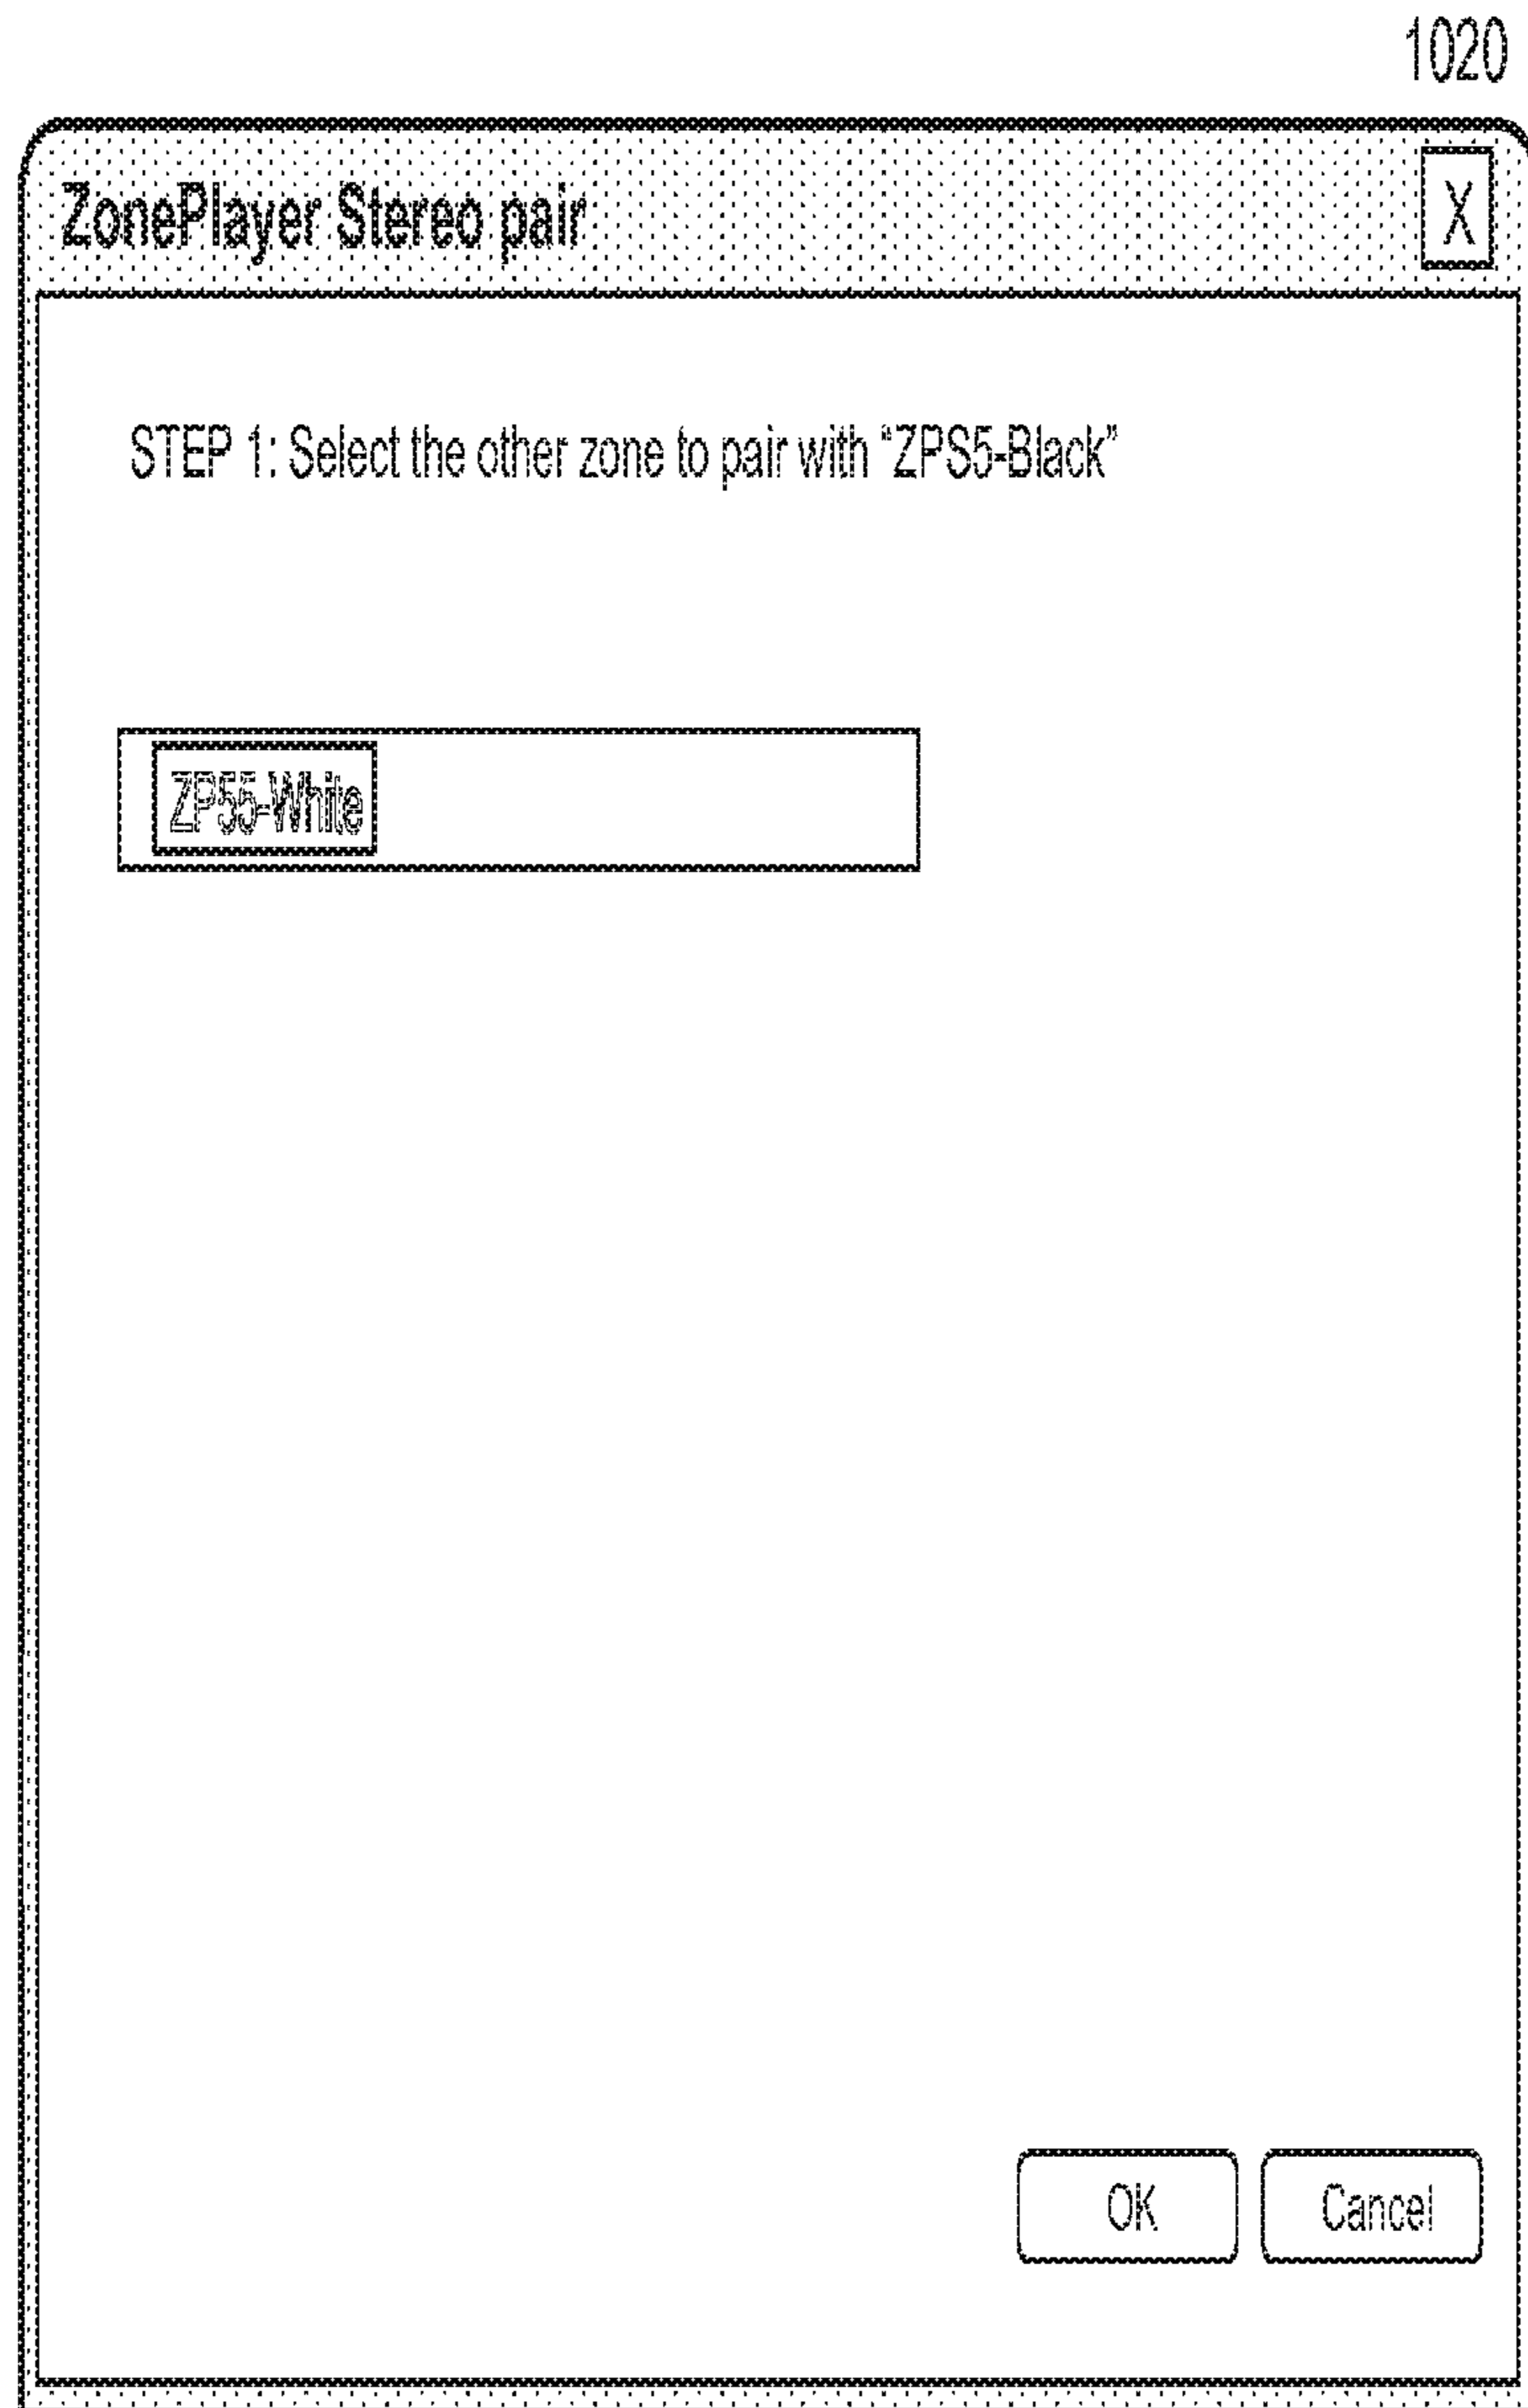 1020
ZonePlayer Stereo pair
X
STEP 1: Select the other zone to pair with “ZPS5-Black”
ZP55-White
OK
Cancel